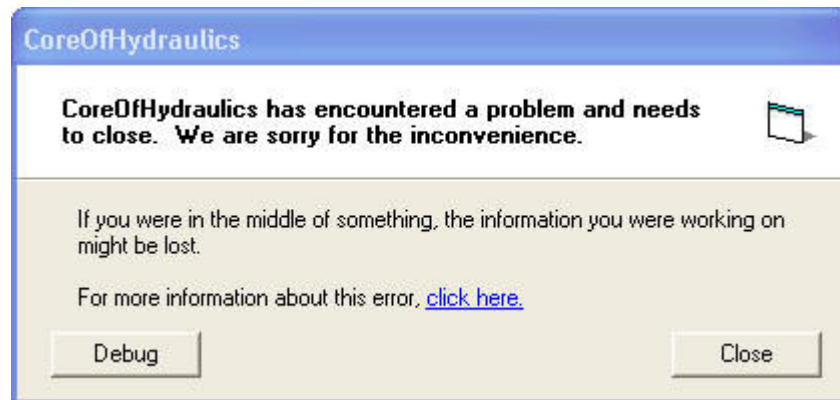 CoreOfHydraulics
CoreOfHydraulics has encountered a problem and needs
to close.  We are sorry for the inconvenience.
If you were in the middle of something, the information you were working on
might be lost.
For more information about this error, click here.
Debug
Close